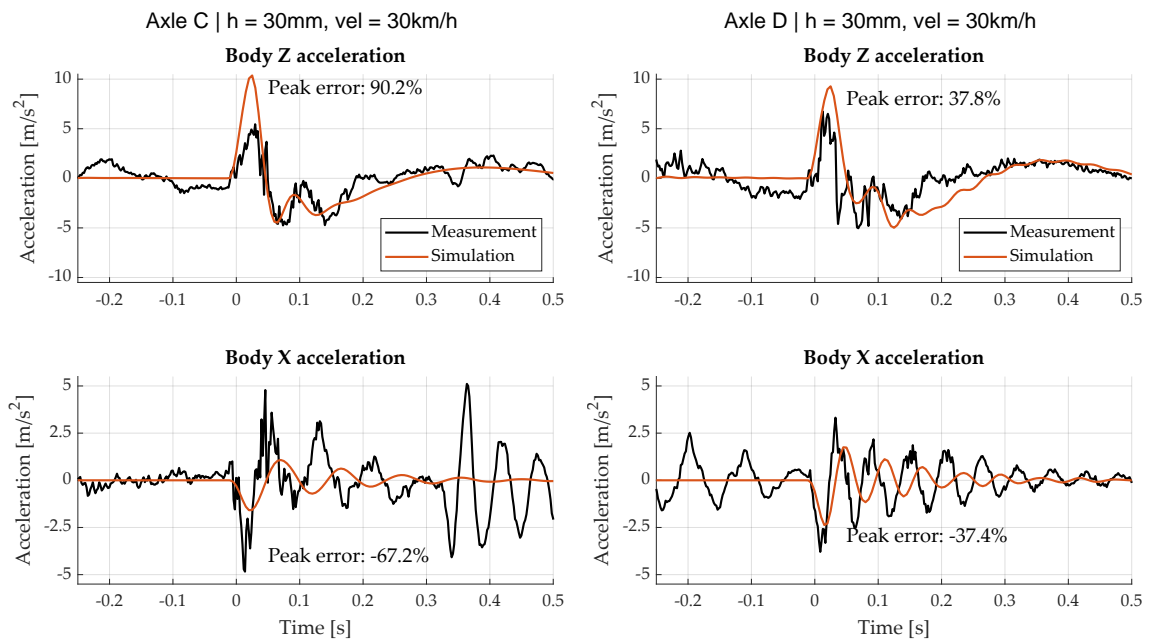 Axle C | h = 30mm, vel = 30km/h
Body Z acceleration
Acceleration [m/s²]
10
5
0
-5
-10
Peak error: 90.2%
Measurement
Simulation
-0.2 -0.1 0 0.1 0.2 0.3 0.4 0.5
Axle D | h = 30mm, vel = 30km/h
Body Z acceleration
Acceleration [m/s²]
10
5
0
-5
-10
Peak error: 37.8%
Measurement
Simulation
-0.2 -0.1 0 0.1 0.2 0.3 0.4 0.5
Body X acceleration
Acceleration [m/s²]
5
2.5
0
-2.5
-5
Peak error: -67.2%
-0.2 -0.1 0 0.1 0.2 0.3 0.4 0.5
Time [s]
Body X acceleration
Acceleration [m/s²]
5
2.5
0
-2.5
-5
Peak error: -37.4%
-0.2 -0.1 0 0.1 0.2 0.3 0.4 0.5
Time [s]